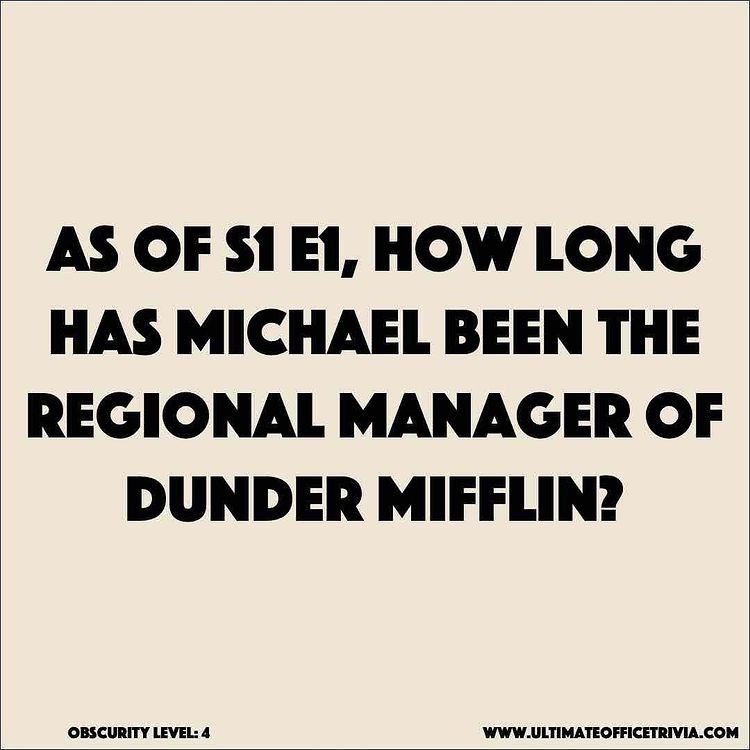 AS OF S1 E1, HOW LONG
HAS MICHAEL BEEN THE
REGIONAL MANAGER OF
DUNDER MIFFLIN?
OBSCURITY LEVEL: 4
WWW.ULTIMATEOFFICETRIVIA.COM